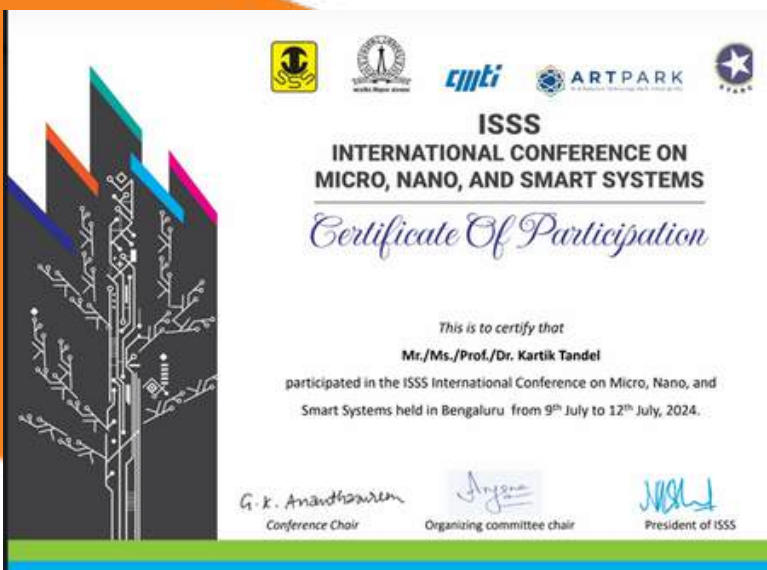 cmti
ARTPARK
ISSS
INTERNATIONAL CONFERENCE ON
MICRO, NANO, AND SMART SYSTEMS
Certificate Of Participation
This is to certify that
Mr./Ms./Prof./Dr. Kartik Tandel
participated in the ISSS International Conference on Micro, Nano, and
Smart Systems held in Bengaluru from 9th July to 12th July, 2024.
G. K. Ananthasuresh
Conference Chair
Organizing committee chair
President of ISSS